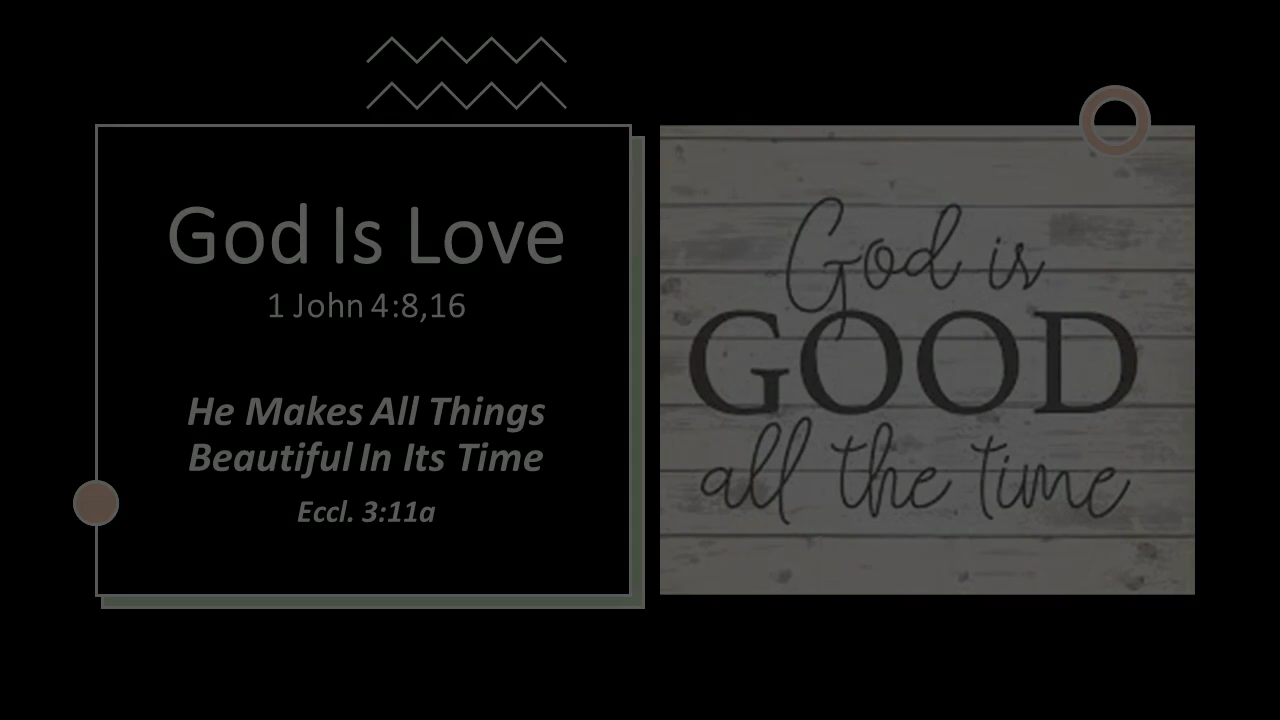 God Is Love
1 John 4:8,16
He Makes All Things
Beautiful In Its Time
Eccl. 3:11a
God is
GOOD
all the time